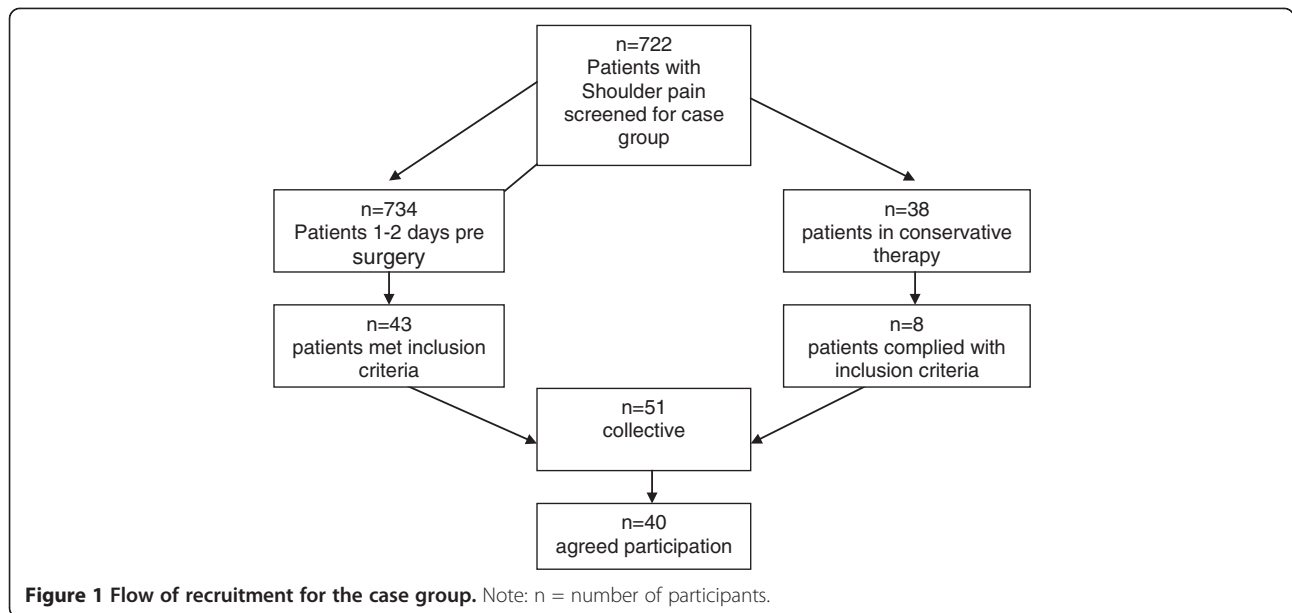 n=722
Patients with
Shoulder pain
screened for case
group
n=734
Patients 1-2 days pre
surgery
n=38
patients in conservative
therapy
n=43
patients met inclusion
criteria
n=8
patients complied with
inclusion criteria
n=51
collective
n=40
agreed participation
Figure 1 Flow of recruitment for the case group. Note: n = number of participants.